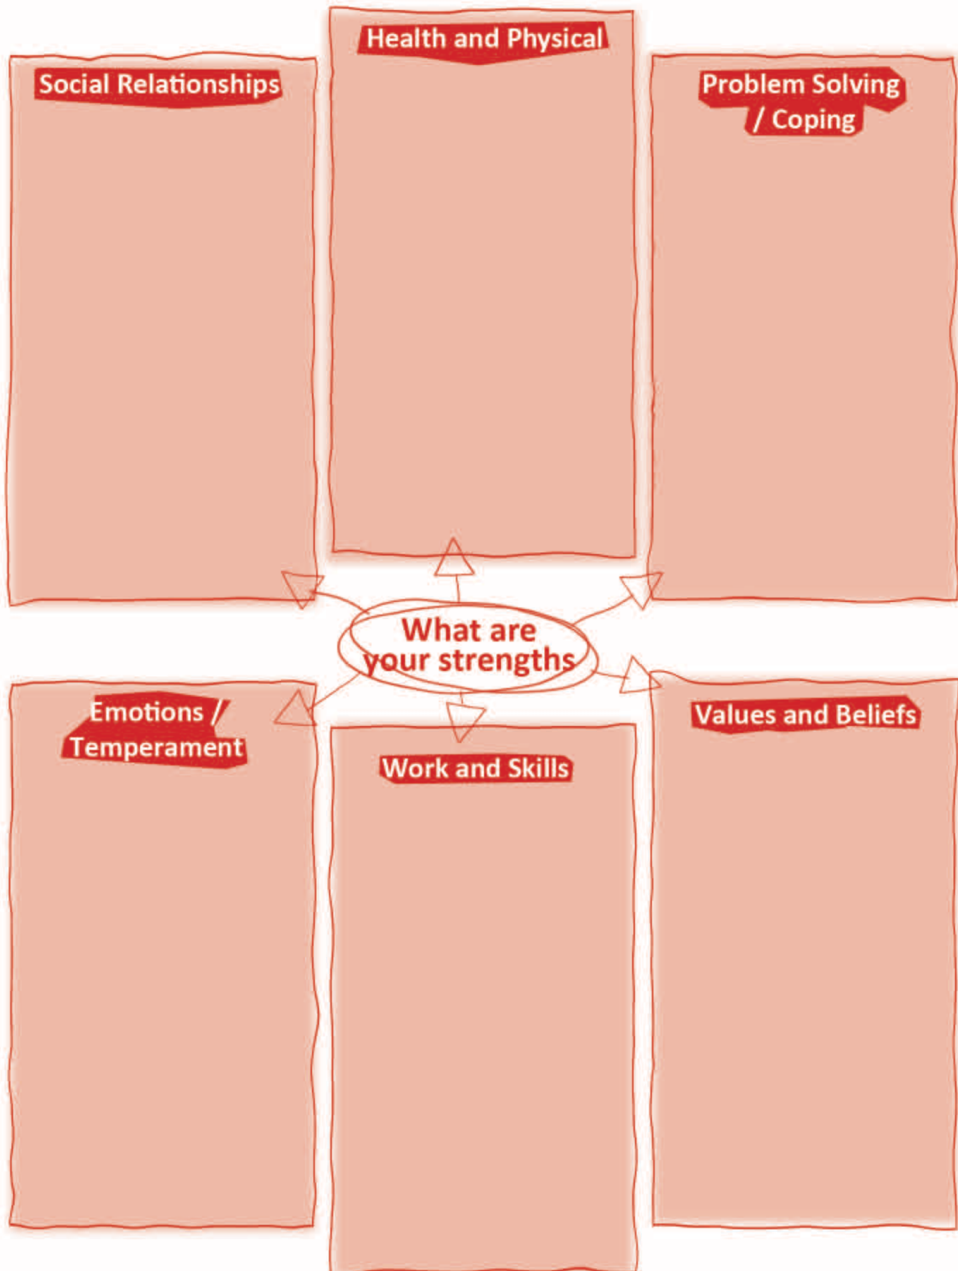 Health and Physical
Social Relationships
Problem Solving
/ Coping
What are
your strengths
Emotions /
Temperament
Work and Skills
Values and Beliefs